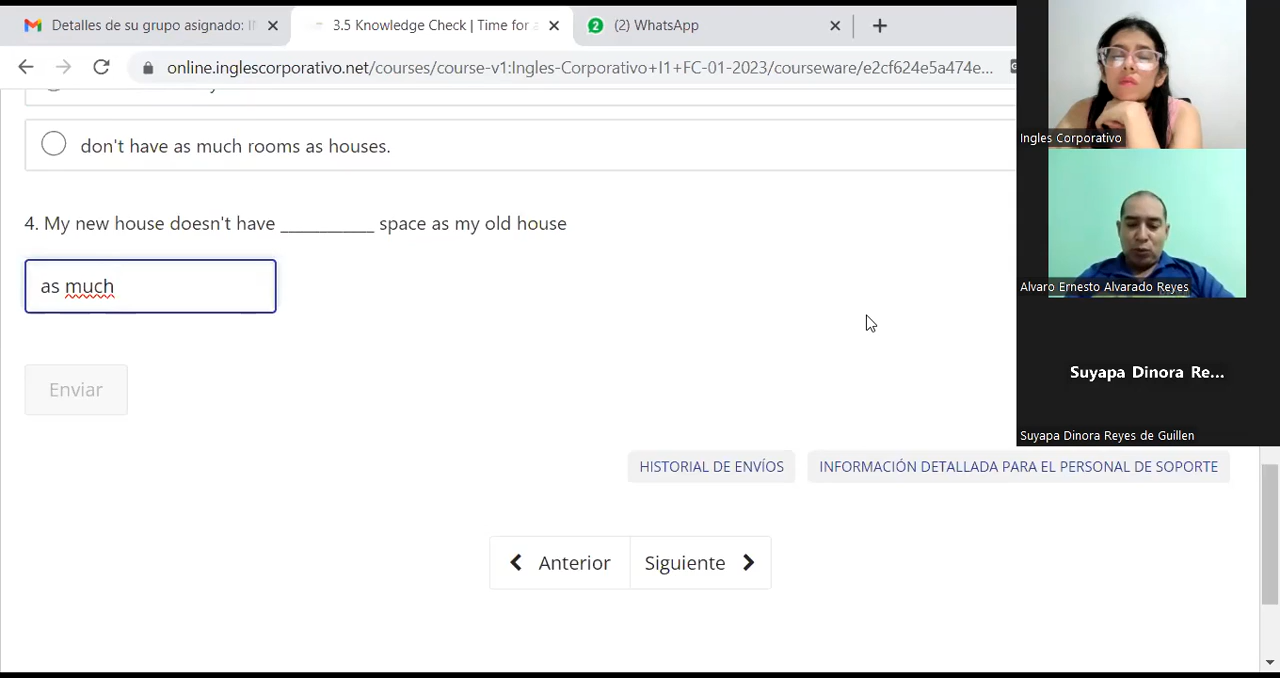 Detalles de su grupo asignado: I
3.5 Knowledge Check | Time for a
2 (2) WhatsApp
online.inglescorporativo.net/courses/course-v1:Ingles-Corporativo+I1+FC-01-2023/courseware/e2cf624e5a474e...
don't have as much rooms as houses.
4. My new house doesn't have ___________ space as my old house
as much
Enviar
HISTORIAL DE ENVÍOS
INFORMACIÓN DETALLADA PARA EL PERSONAL DE SOPORTE
Anterior
Siguiente
Ingles Corporativo
Alvaro Ernesto Alvarado Reyes
Suyapa Dinora Re...
Suyapa Dinora Reyes de Guillen